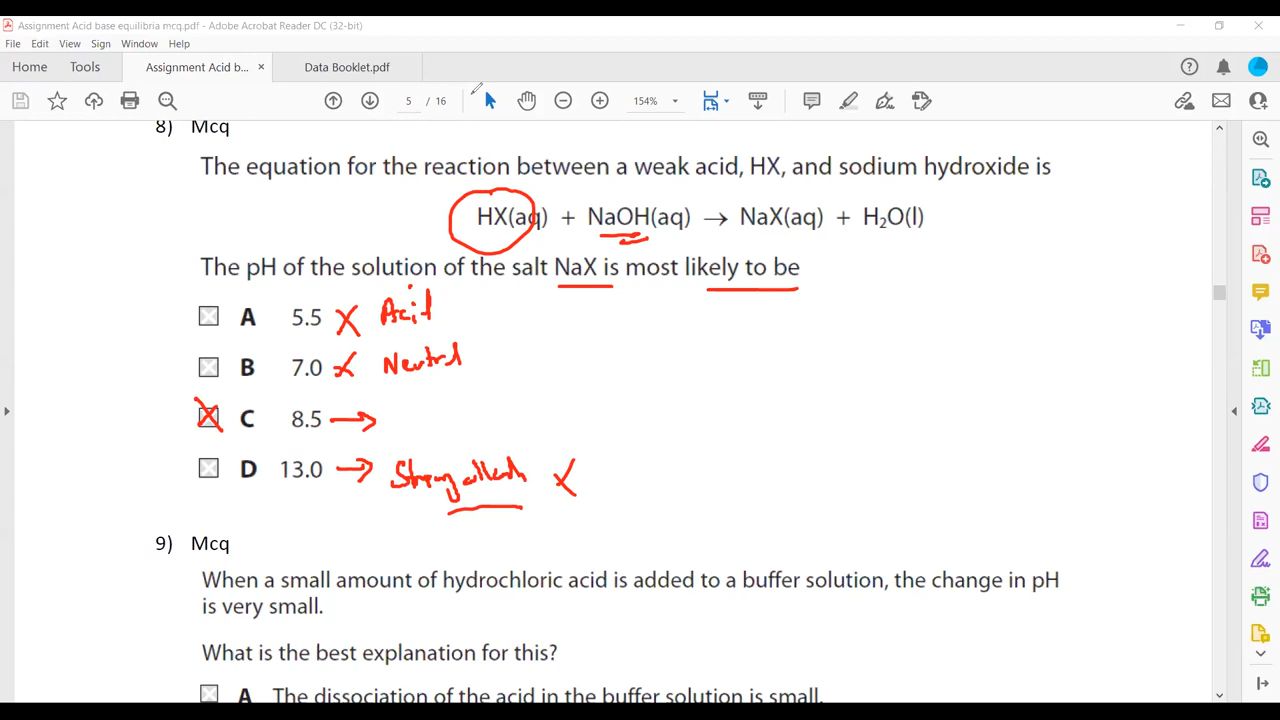 Assignment Acid base equilibria mcq.pdf - Adobe Acrobat Reader DC (32-bit)
File Edit View Sign Window Help
Home Tools Assignment Acid b... × Data Booklet.pdf
5 / 16 154%
8) Mcq
The equation for the reaction between a weak acid, HX, and sodium hydroxide is
HX(aq) + NaOH(aq) → NaX(aq) + H₂O(l)
The pH of the solution of the salt NaX is most likely to be
A 5.5 Acid
B 7.0 Neutral
C 8.5 →
D 13.0 → Strong alkali
9) Mcq
When a small amount of hydrochloric acid is added to a buffer solution, the change in pH
is very small.
What is the best explanation for this?
A The dissociation of the acid in the buffer solution is small.